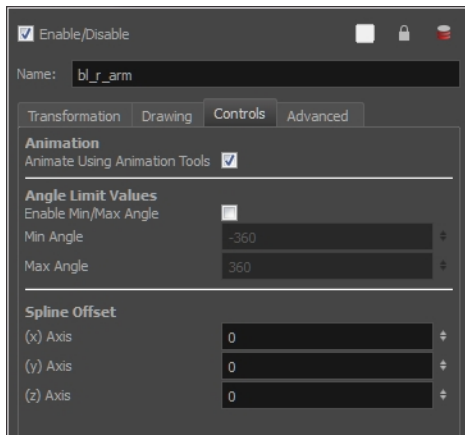 Enable/Disable
Name: bl_r_arm
Transformation Drawing Controls Advanced
Animation
Animate Using Animation Tools
Angle Limit Values
Enable Min/Max Angle
Min Angle -360
Max Angle 360
Spline Offset
(x) Axis 0
(y) Axis 0
(z) Axis 0